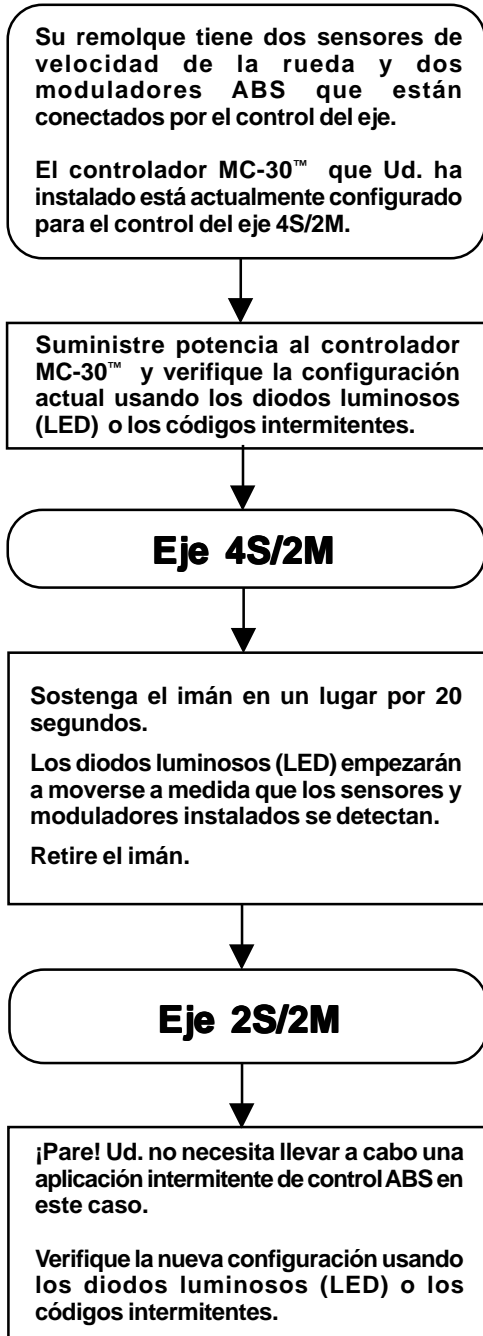 Su remolque tiene dos sensores de
velocidad de la rueda y dos
moduladores ABS que están
conectados por el control del eje.
El controlador MC-30™ que Ud. ha
instalado está actualmente configurado
para el control del eje 4S/2M.
Suministre potencia al controlador
MC-30™ y verifique la configuración
actual usando los diodos luminosos
(LED) o los códigos intermitentes.
Eje 4S/2M
Sostenga el imán en un lugar por 20
segundos.
Los diodos luminosos (LED) empezarán
a moverse a medida que los sensores y
moduladores instalados se detectan.
Retire el imán.
Eje 2S/2M
¡Pare! Ud. no necesita llevar a cabo una
aplicación intermitente de control ABS en
este caso.
Verifique la nueva configuración usando
los diodos luminosos (LED) o los
códigos intermitentes.